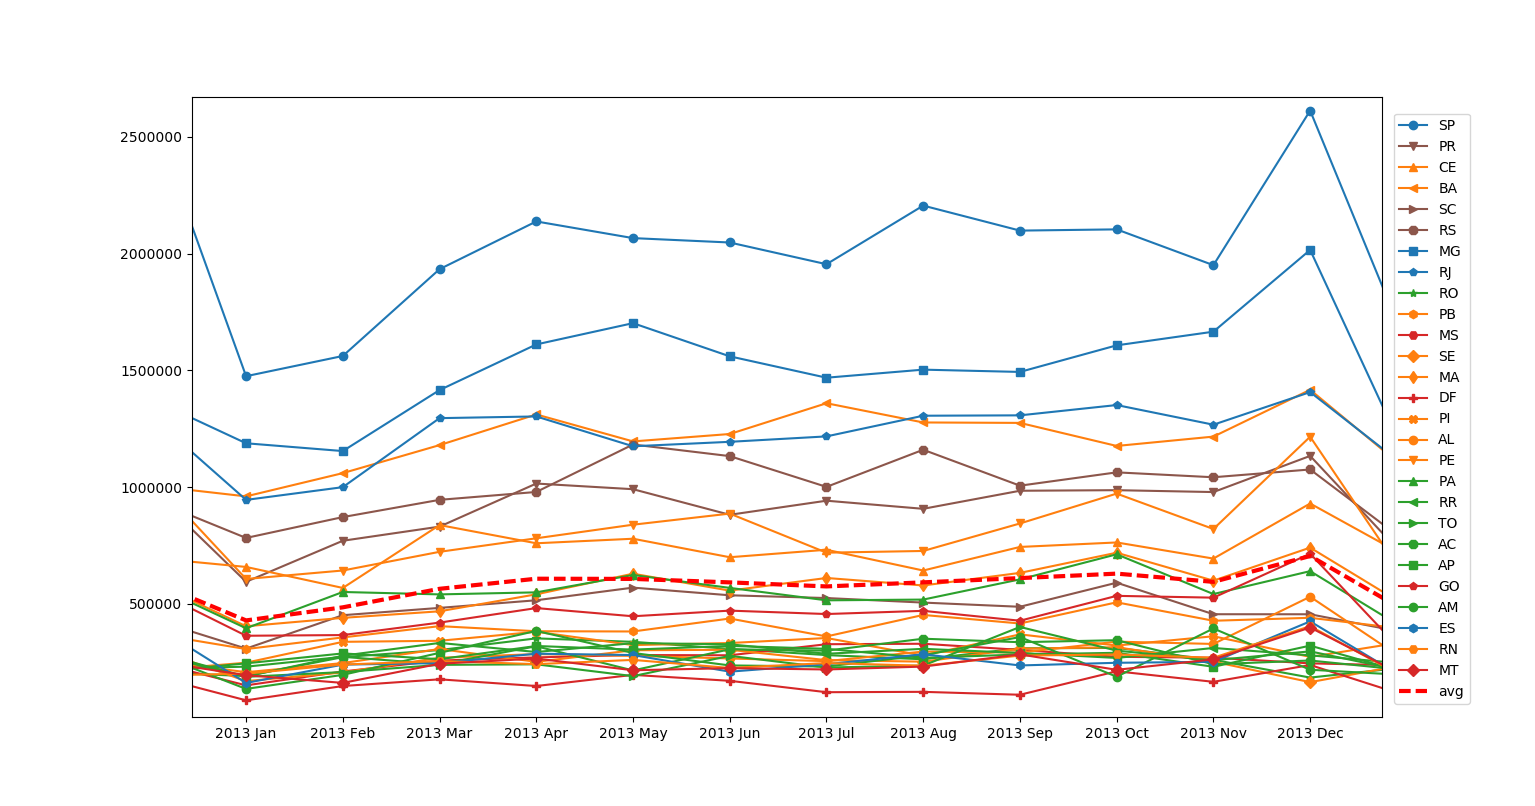 2500000
2000000
1500000
1000000
500000
2013 Jan 2013 Feb 2013 Mar 2013 Apr 2013 May 2013 Jun 2013 Jul 2013 Aug 2013 Sep 2013 Oct 2013 Nov 2013 Dec
SP
PR
CE
BA
SC
RS
MG
RJ
RO
PB
MS
SE
MA
DF
PI
AL
PE
PA
RR
TO
AC
AP
GO
AM
ES
RN
MT
avg